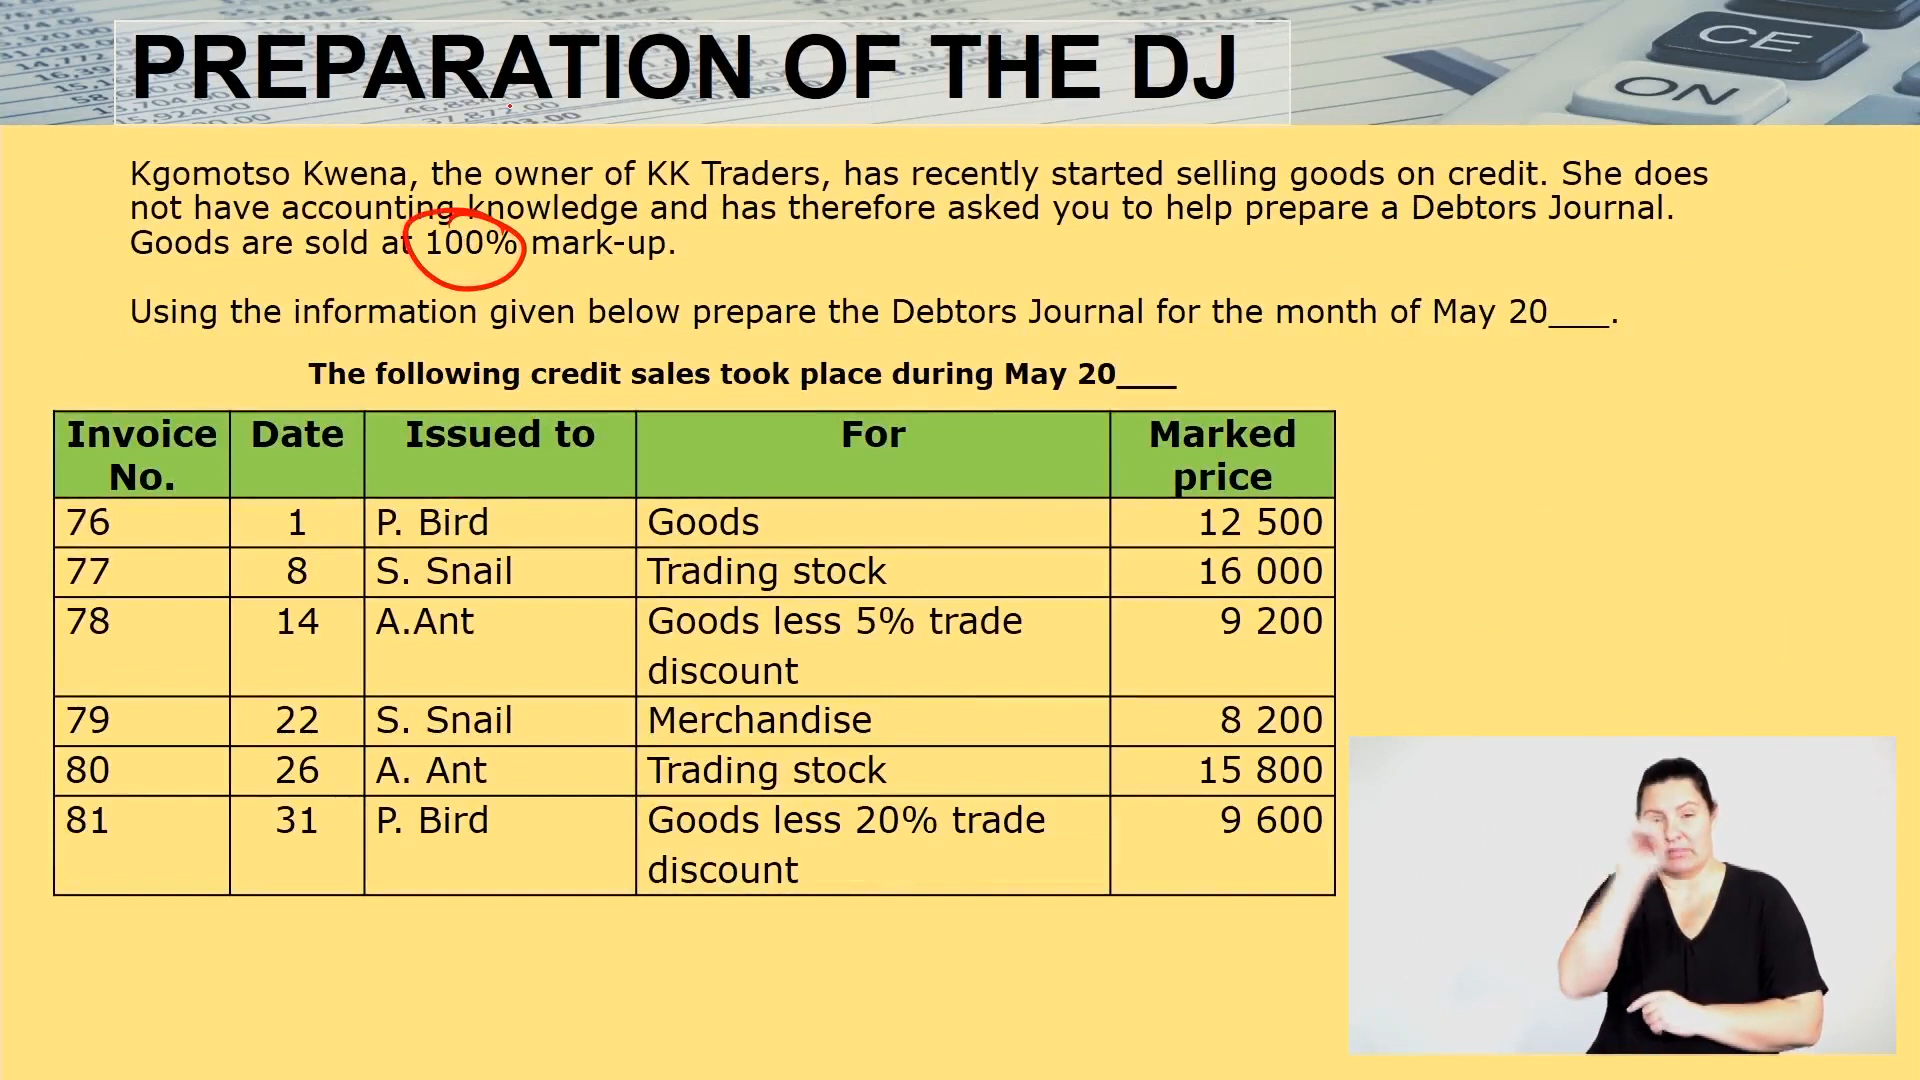 PREPARATION OF THE DJ
CE
ON
Kgomotso Kwena, the owner of KK Traders, has recently started selling goods on credit. She does
not have accounting knowledge and has therefore asked you to help prepare a Debtors Journal.
Goods are sold at 100% mark-up.
Using the information given below prepare the Debtors Journal for the month of May 20___.
The following credit sales took place during May 20___
Invoice No. Date Issued to For Marked price
76 1 P. Bird Goods 12 500
77 8 S. Snail Trading stock 16 000
78 14 A.Ant Goods less 5% trade 9 200
discount
79 22 S. Snail Merchandise 8 200
80 26 A. Ant Trading stock 15 800
81 31 P. Bird Goods less 20% trade 9 600
discount